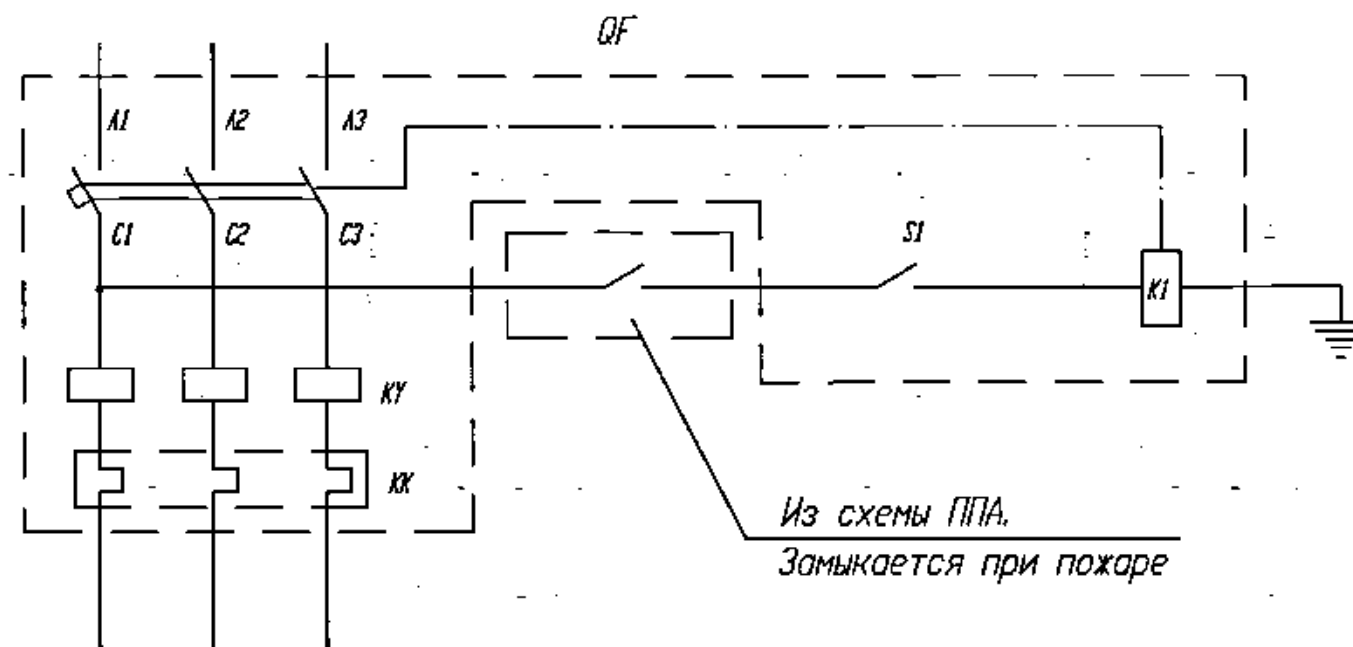 QF
A1 A2 A3
C1 C2 C3
S1
K1
KY
KK
Из схемы ППА.
Замыкается при пожаре